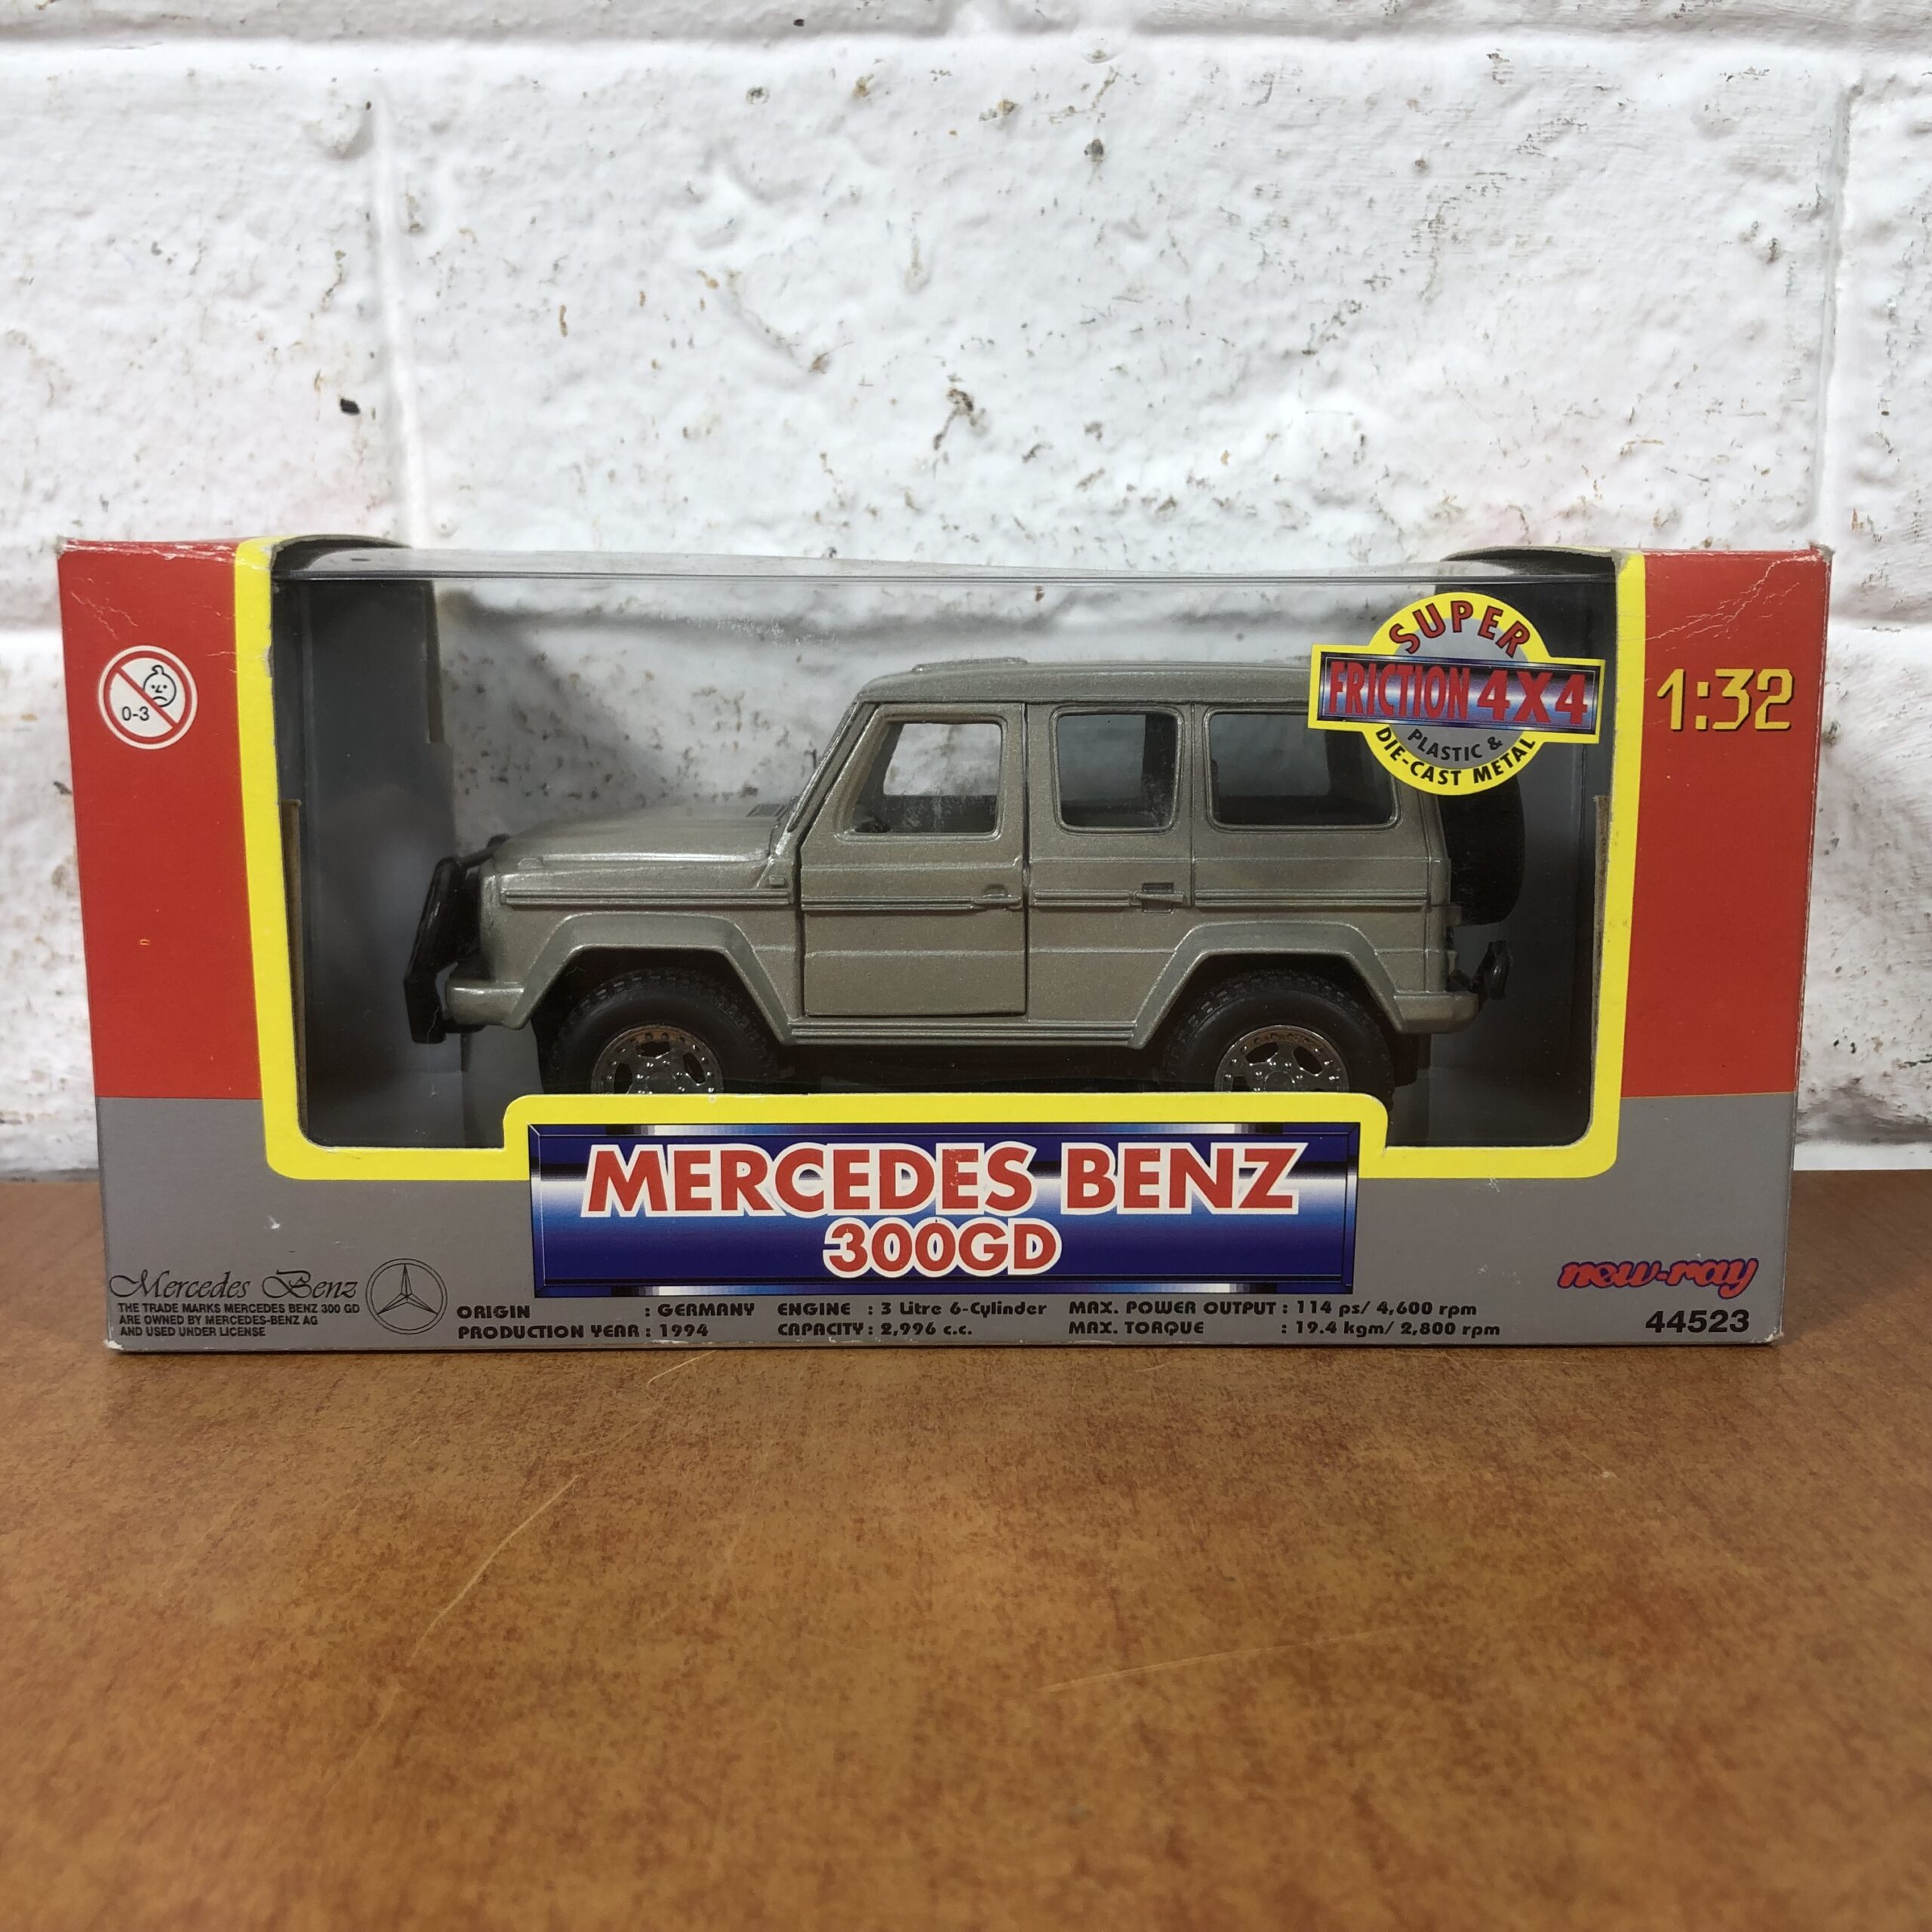 0-3
SUPER
FRICTION 4X4
PLASTIC &
DIE-CAST METAL
1:32
MERCEDES BENZ
300GD
Mercedes Benz
THE TRADE MARKS MERCEDES BENZ 300 GD
ARE OWNED BY MERCEDES-BENZ AG
AND USED UNDER LICENSE
ORIGIN : GERMANY ENGINE : 3 Litre 6-Cylinder MAX. POWER OUTPUT : 114 ps/ 4,600 rpm
PRODUCTION YEAR : 1994 CAPACITY : 2,996 c.c. MAX. TORQUE : 19.4 kgm/ 2,800 rpm
new-ray
44523